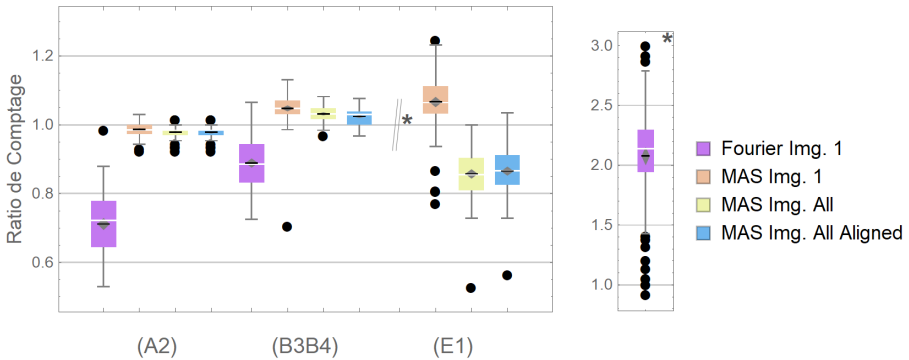 Ratio de Comptage
1.2
1.0
0.8
0.6
*
(A2)
(B3B4)
(E1)
*
3.0
2.5
2.0
1.5
1.0
Fourier Img. 1
MAS Img. 1
MAS Img. All
MAS Img. All Aligned